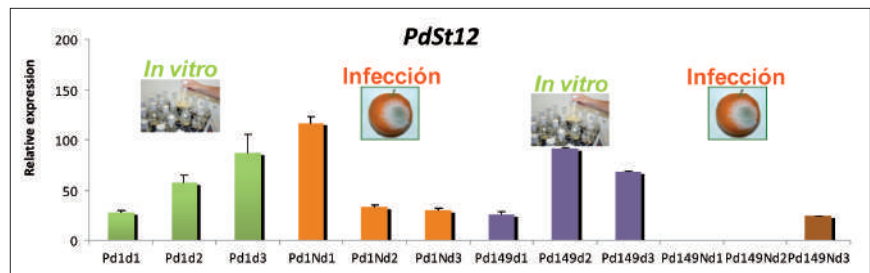 PdSt12
Relative expression
200
150
100
50
0
In vitro
Infección
In vitro
Infección
Pd1d1 Pd1d2 Pd1d3 Pd1Nd1 Pd1Nd2 Pd1Nd3 Pd149d1 Pd149d2 Pd149d3 Pd149Nd1 Pd149Nd2 Pd149Nd3